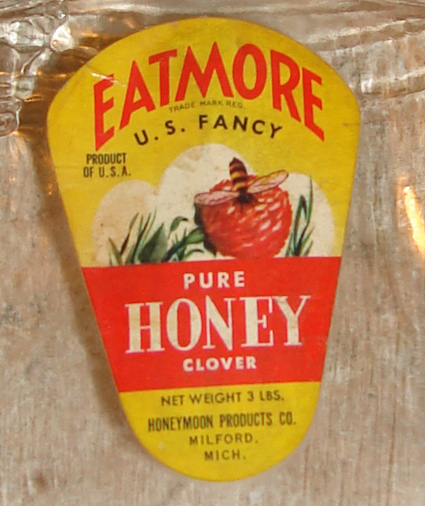 EATMORE
TRADE MARK REG.
U.S. FANCY
PRODUCT
OF U.S.A.
PURE
HONEY
CLOVER
NET WEIGHT 3 LBS.
HONEYMOON PRODUCTS CO.
MILFORD,
MICH.